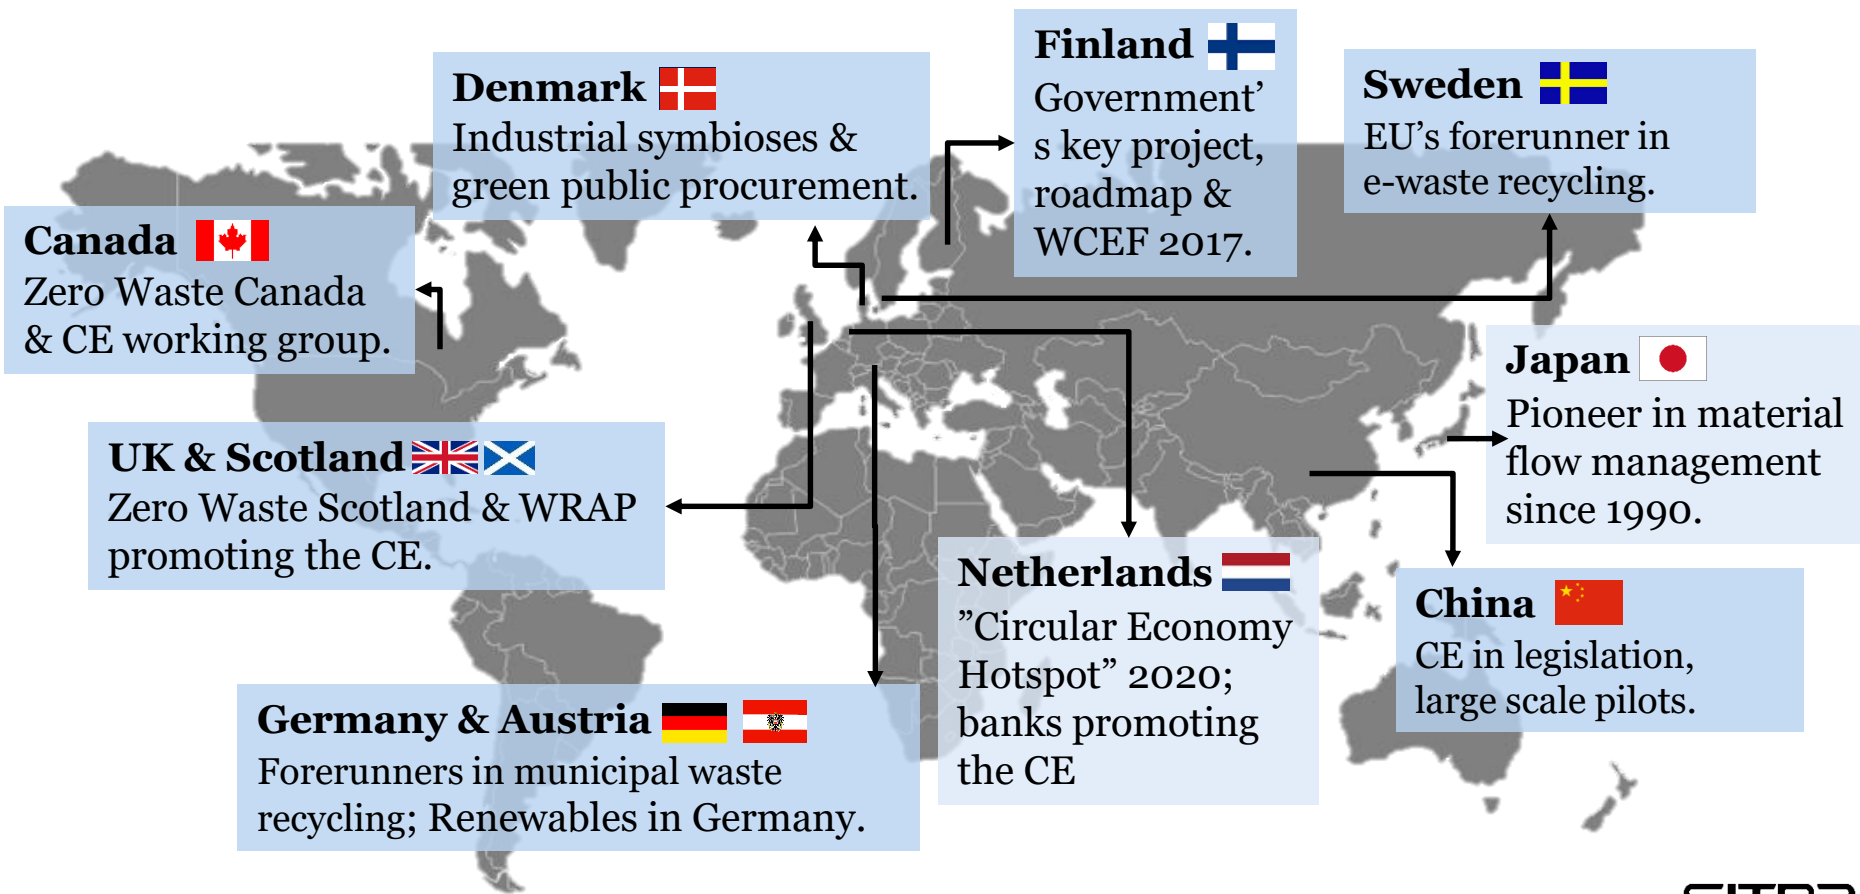 Finland
Government’
s key project,
roadmap &
WCEF 2017.
Denmark
Industrial symbioses &
green public procurement.
Sweden
EU’s forerunner in
e-waste recycling.
Canada
Zero Waste Canada
& CE working group.
Japan
Pioneer in material
flow management
since 1990.
UK & Scotland
Zero Waste Scotland & WRAP
promoting the CE.
Netherlands
”Circular Economy
Hotspot” 2020;
banks promoting
the CE
China
CE in legislation,
large scale pilots.
Germany & Austria
Forerunners in municipal waste
recycling; Renewables in Germany.